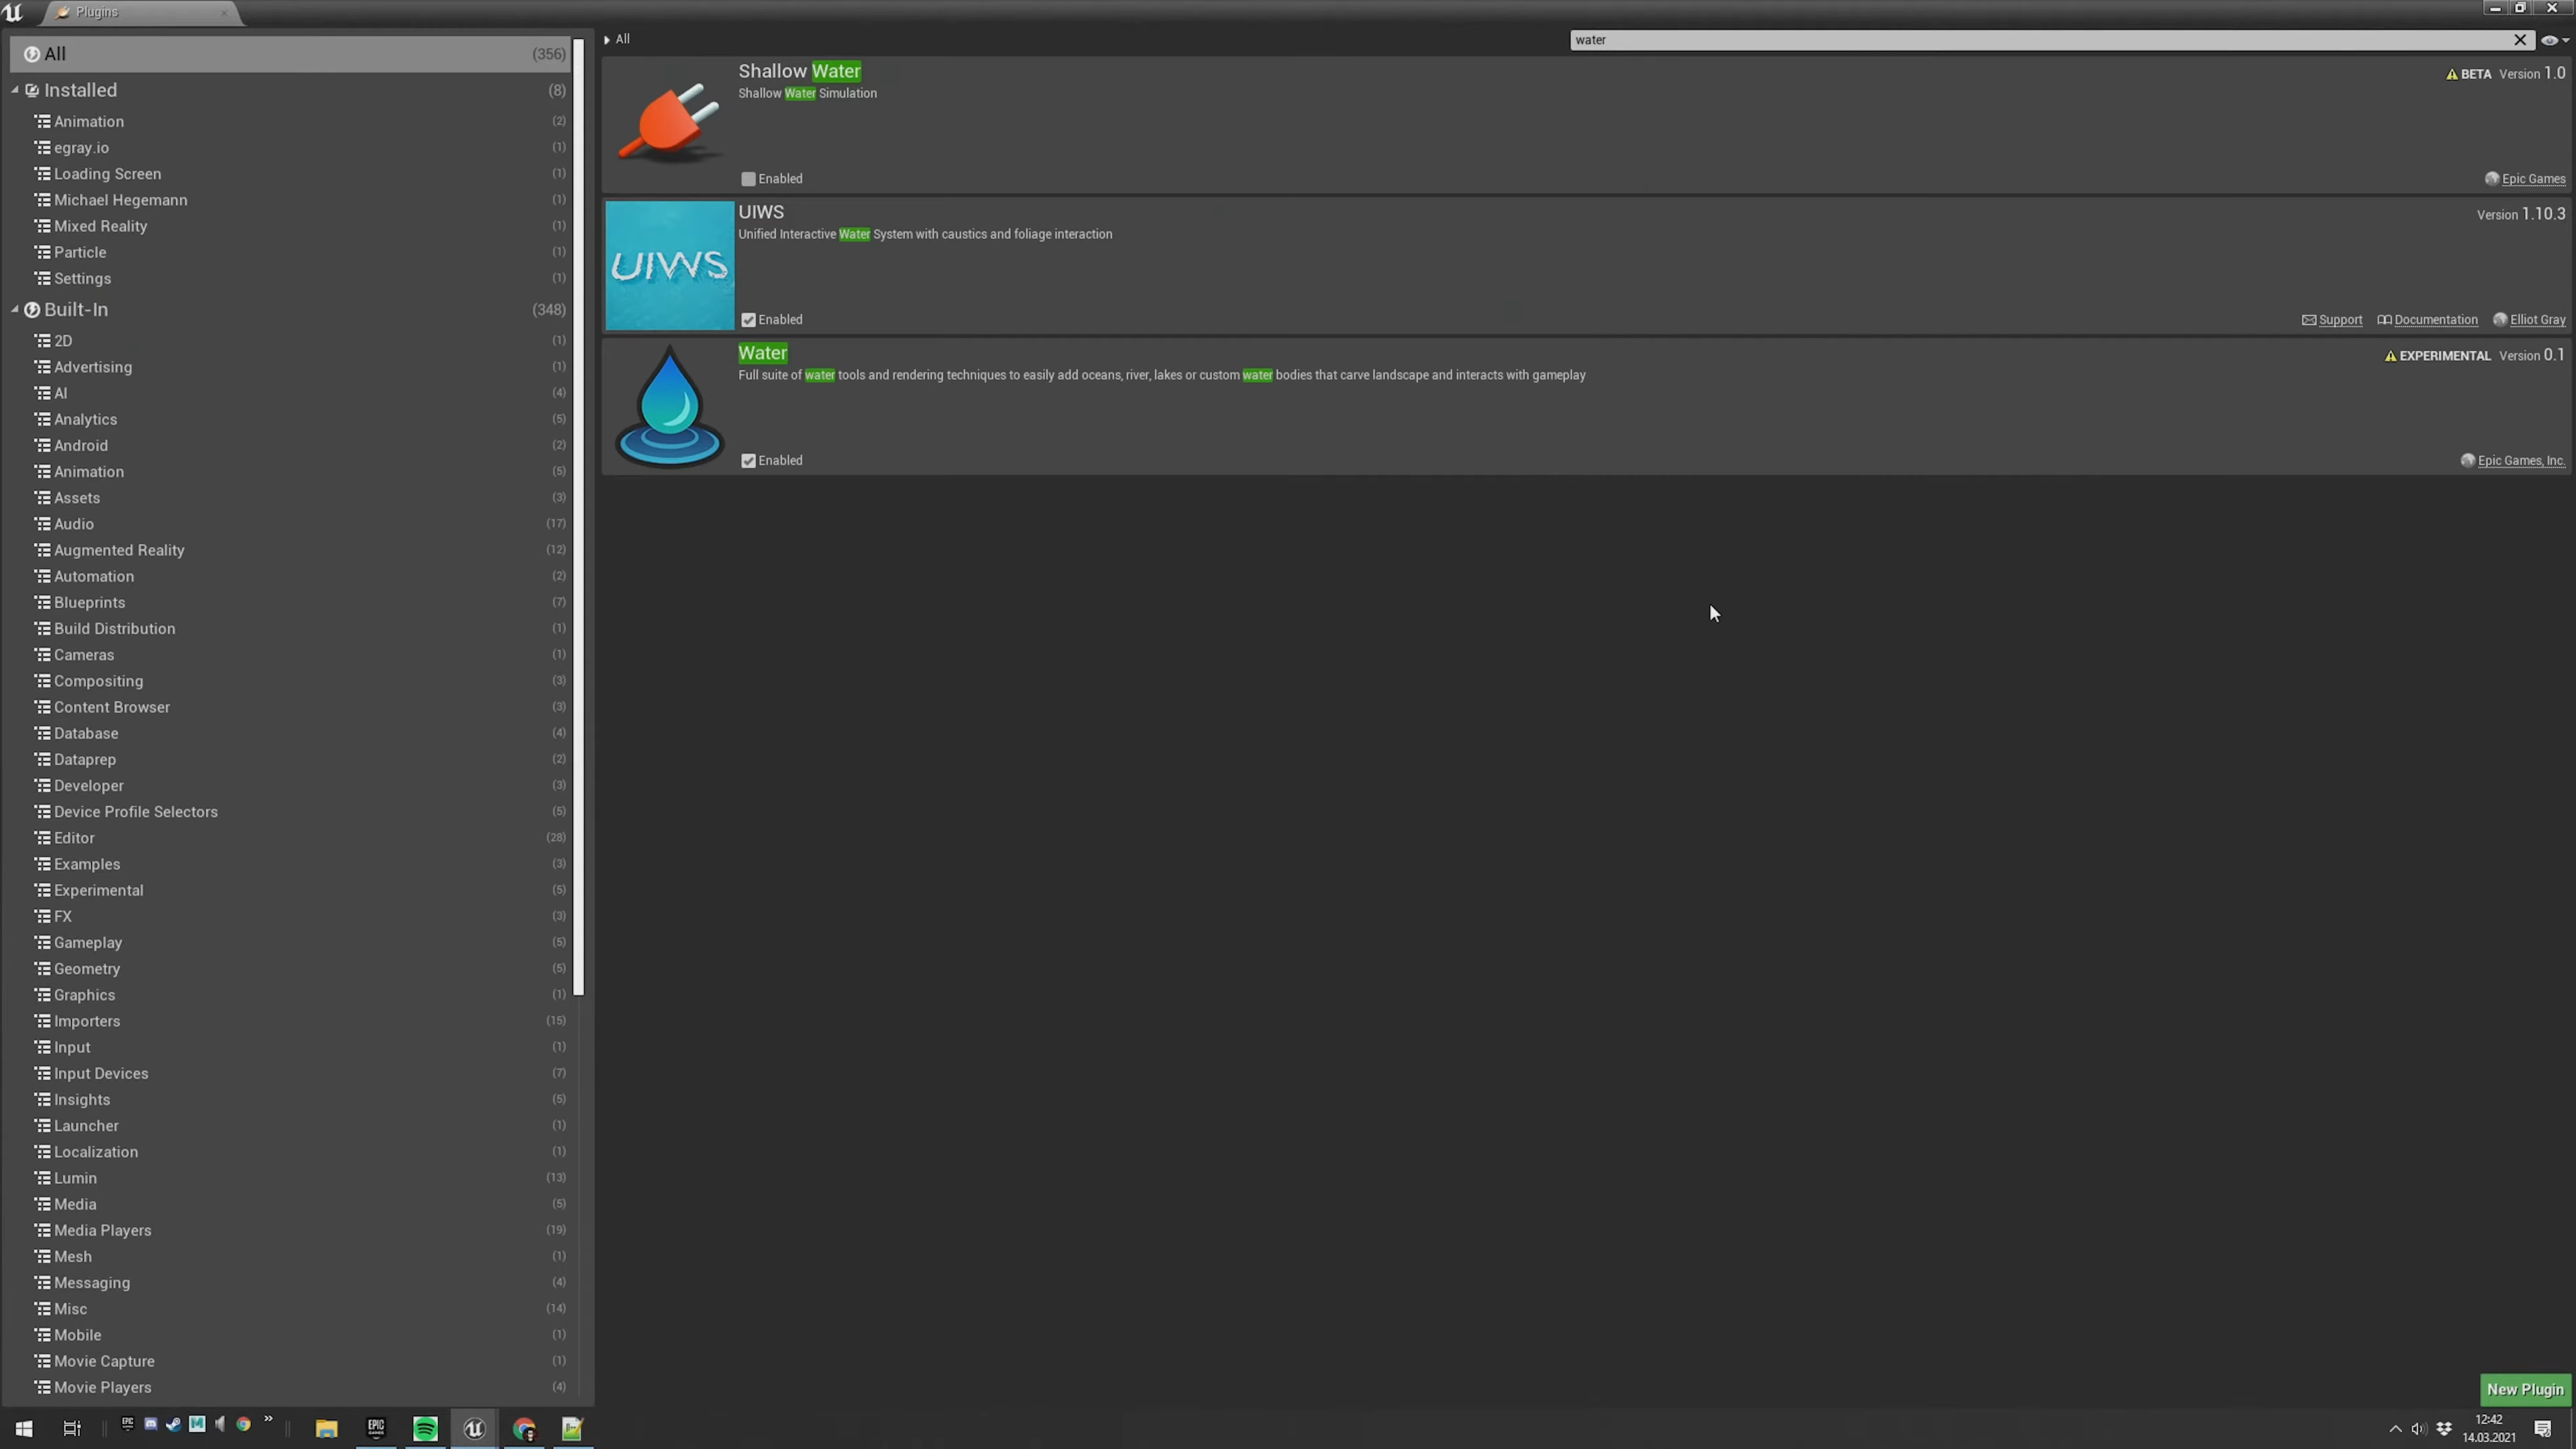 Plugins
All (356)
Installed (8)
Animation (2)
egray.io (1)
Loading Screen (1)
Michael Hegemann (1)
Mixed Reality (1)
Particle (1)
Settings (1)
Built-In (348)
2D (1)
Advertising (1)
AI (4)
Analytics (5)
Android (2)
Animation (5)
Assets (3)
Audio (17)
Augmented Reality (12)
Automation (2)
Blueprints (7)
Build Distribution (1)
Cameras (1)
Compositing (3)
Content Browser (3)
Database (4)
Dataprep (2)
Developer (3)
Device Profile Selectors (5)
Editor (28)
Examples (3)
Experimental (5)
FX (3)
Gameplay (5)
Geometry (5)
Graphics (1)
Importers (15)
Input (1)
Input Devices (7)
Insights (5)
Launcher (1)
Localization (1)
Lumin (13)
Media (5)
Media Players (19)
Mesh (1)
Messaging (4)
Misc (14)
Mobile (1)
Movie Capture (1)
Movie Players (4)
All
water
Shallow Water
BETA Version 1.0
Shallow Water Simulation
Enabled
Epic Games
UIWS
UIWS
Version 1.10.3
Unified Interactive Water System with caustics and foliage interaction
Enabled
Support Documentation Elliot Gray
Water
EXPERIMENTAL Version 0.1
Full suite of water tools and rendering techniques to easily add oceans, river, lakes or custom water bodies that carve landscape and interacts with gameplay
Enabled
Epic Games, Inc.
New Plugin
12:42
14.03.2021